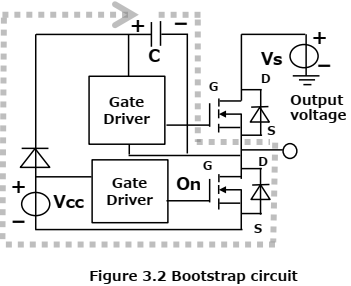 + −
C
Vs
+
−
G
D
S
Gate
Driver
Output
voltage
Gate
Driver
On
G
D
S
+
Vcc
−
Figure 3.2 Bootstrap circuit